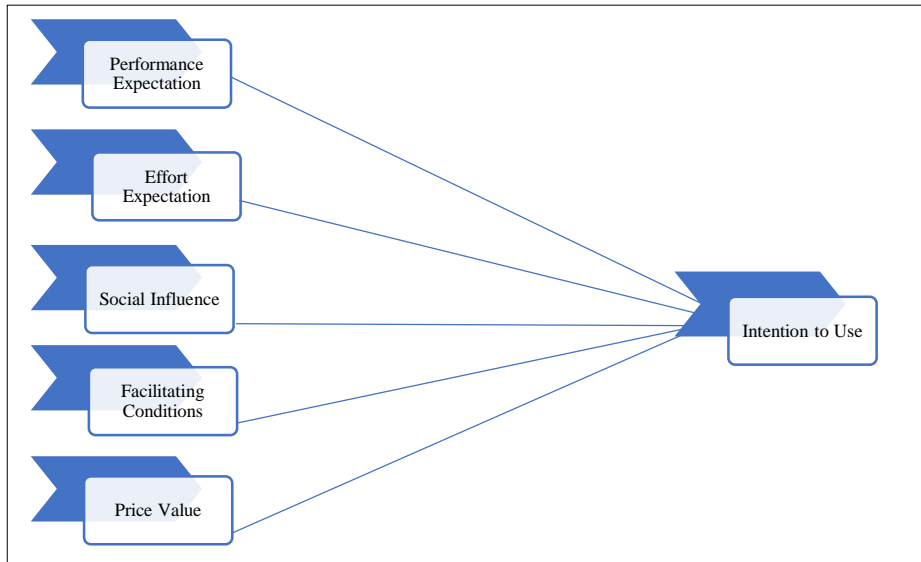 Performance
Expectation
Effort
Expectation
Social Influence
Facilitating
Conditions
Price Value
Intention to Use